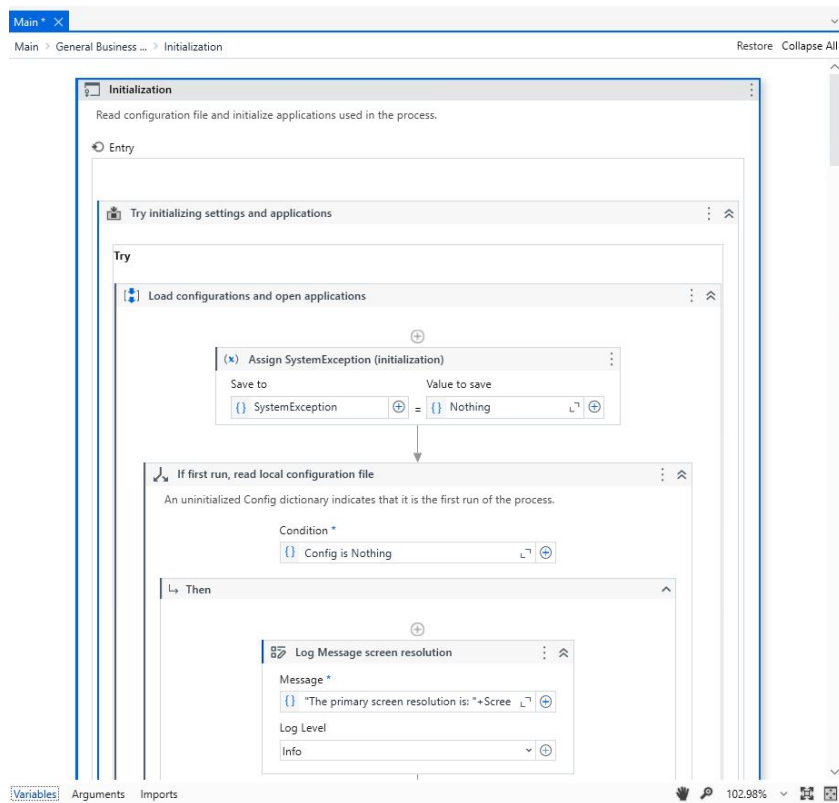 Main *
Main > General Business ... > Initialization Restore Collapse All
Initialization
Read configuration file and initialize applications used in the process.
Entry
Try initializing settings and applications
Try
Load configurations and open applications
(x) Assign SystemException (initialization)
Save to Value to save
{} SystemException = {} Nothing
If first run, read local configuration file
An uninitialized Config dictionary indicates that it is the first run of the process.
Condition *
{} Config is Nothing
Then
Log Message screen resolution
Message *
{} "The primary screen resolution is: "+Scree
Log Level
Info
Variables Arguments Imports 102.98%